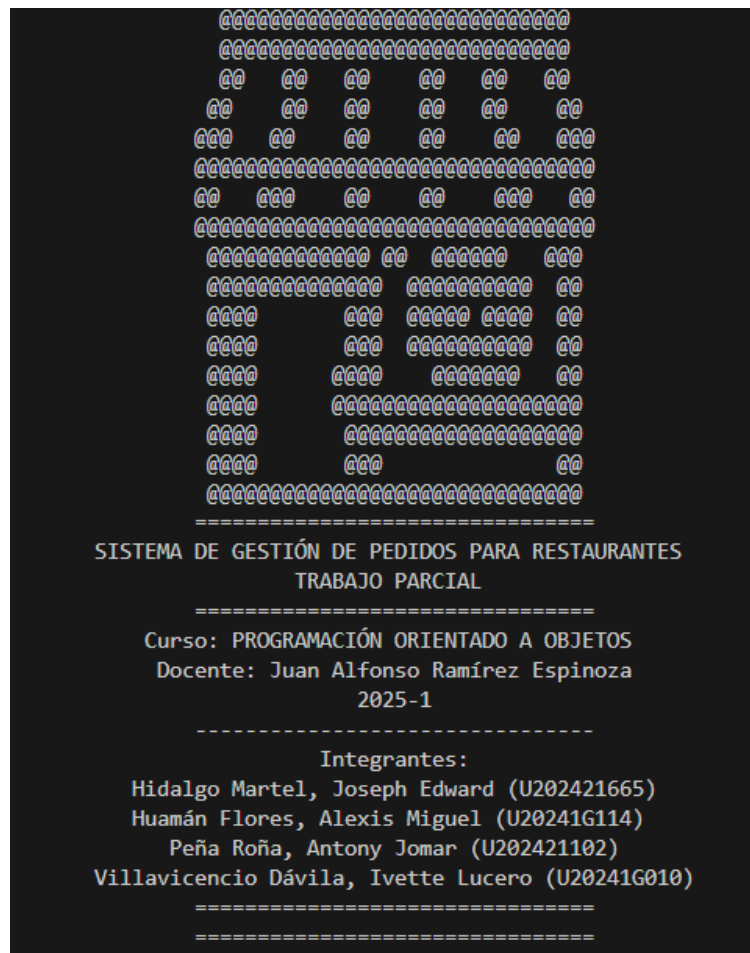 @@@@@@@@@@@@@@@@@@@@@@@@@@@@
@@@@@@@@@@@@@@@@@@@@@@@@@@@@
@@   @@   @@    @@   @@   @@
@@      @@   @@    @@   @@    @@
@@@   @@    @@    @@    @@   @@@
@@@@@@@@@@@@@@@@@@@@@@@@@@@@@@@@
@@   @@@    @@    @@    @@@   @@
@@@@@@@@@@@@@@@@@@@@@@@@@@@@@@@@
@@@@@@@@@@@@@ @@  @@@@@@   @@@
@@@@@@@@@@@@@@  @@@@@@@@@@  @@
@@@@       @@@  @@@@@ @@@@  @@
@@@@       @@@  @@@@@@@@@@  @@
@@@@      @@@@    @@@@@@@   @@
@@@@      @@@@@@@@@@@@@@@@@@@@
@@@@       @@@@@@@@@@@@@@@@@@@
@@@@       @@@              @@
@@@@@@@@@@@@@@@@@@@@@@@@@@@@@@
================================
SISTEMA DE GESTIÓN DE PEDIDOS PARA RESTAURANTES
TRABAJO PARCIAL
================================
Curso: PROGRAMACIÓN ORIENTADO A OBJETOS
Docente: Juan Alfonso Ramírez Espinoza
2025-1
--------------------------------
Integrantes:
Hidalgo Martel, Joseph Edward (U202421665)
Huamán Flores, Alexis Miguel (U20241G114)
Peña Roña, Antony Jomar (U202421102)
Villavicencio Dávila, Ivette Lucero (U20241G010)
================================
================================